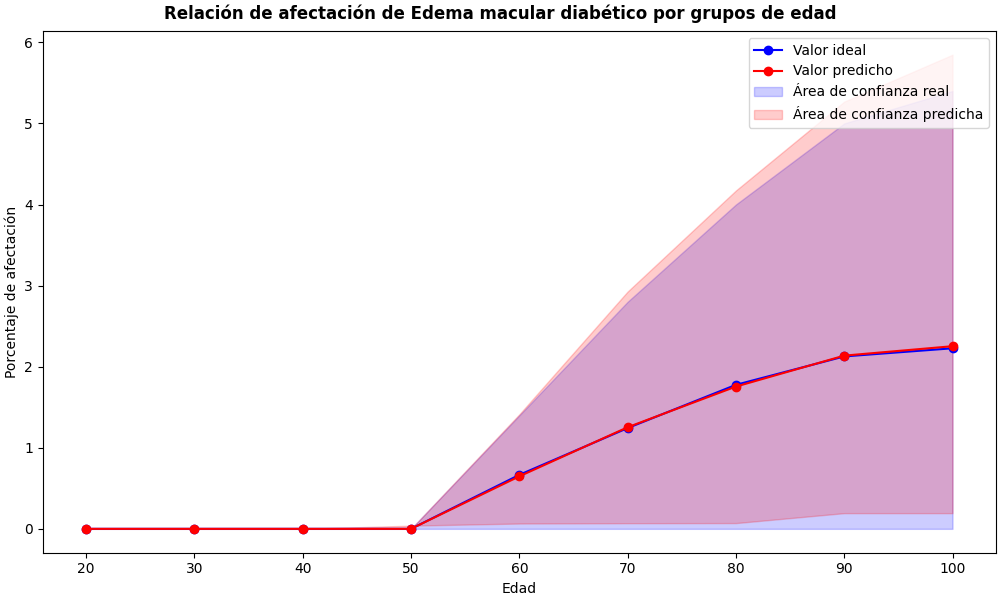 Relación de afectación de Edema macular diabético por grupos de edad
Valor ideal
Valor predicho
Área de confianza real
Área de confianza predicha
Porcentaje de afectación
6
5
4
3
2
1
0
20 30 40 50 60 70 80 90 100
Edad